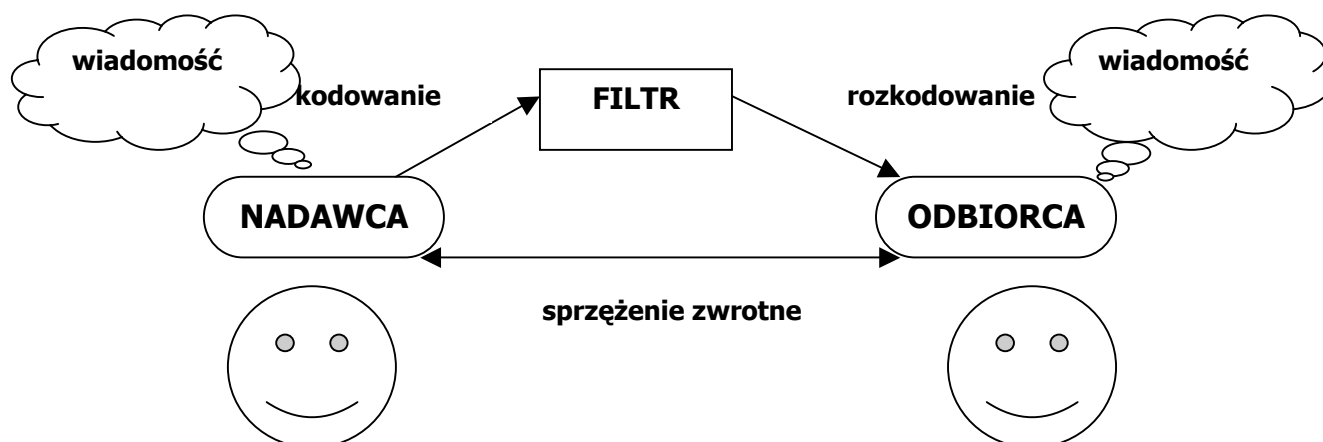 wiadomość
wiadomość
kodowanie
FILTR
rozkodowanie
NADAWCA
ODBIORCA
sprzężenie zwrotne